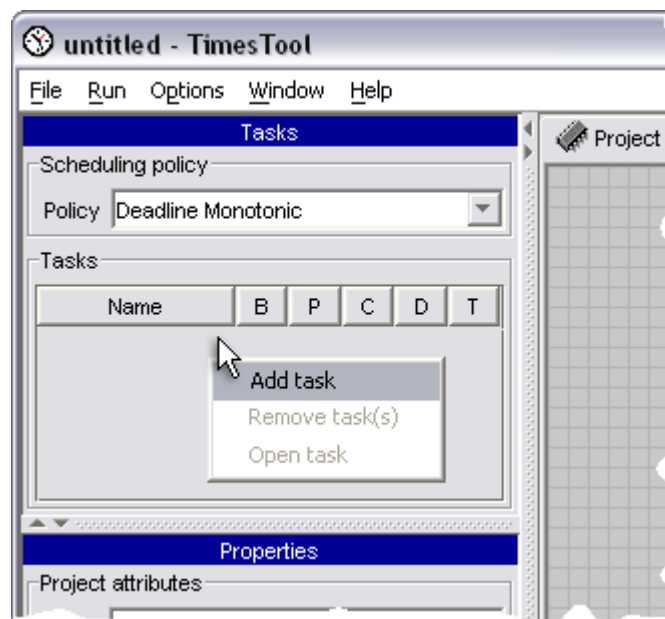 untitled - TimesTool
File Run Options Window Help
Tasks
Project
Scheduling policy
Policy Deadline Monotonic
Tasks
Name B P C D T
Add task
Remove task(s)
Open task
Properties
Project attributes